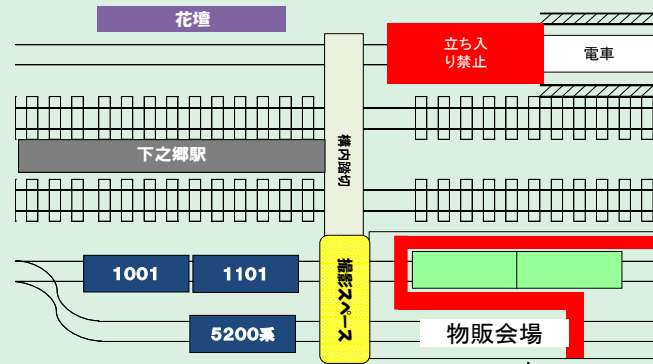 花壇
立ち入
り禁止
電車
構内踏切
下之郷駅
撮影スペース
1001
1101
5200系
物販会場